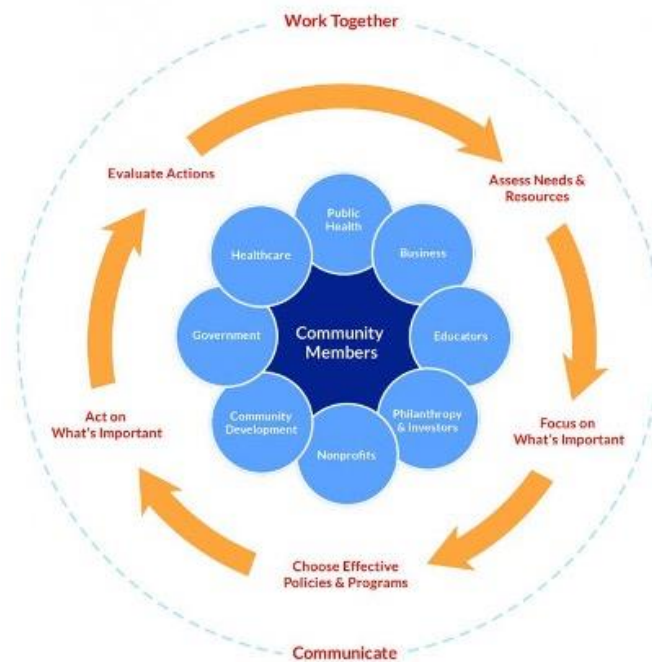 Work Together
Evaluate Actions
Assess Needs &
Resources
Public
Health
Healthcare
Business
Government
Community
Members
Educators
Community
Development
Philanthropy
& Investors
Nonprofits
Act on
What's Important
Focus on
What's Important
Choose Effective
Policies & Programs
Communicate